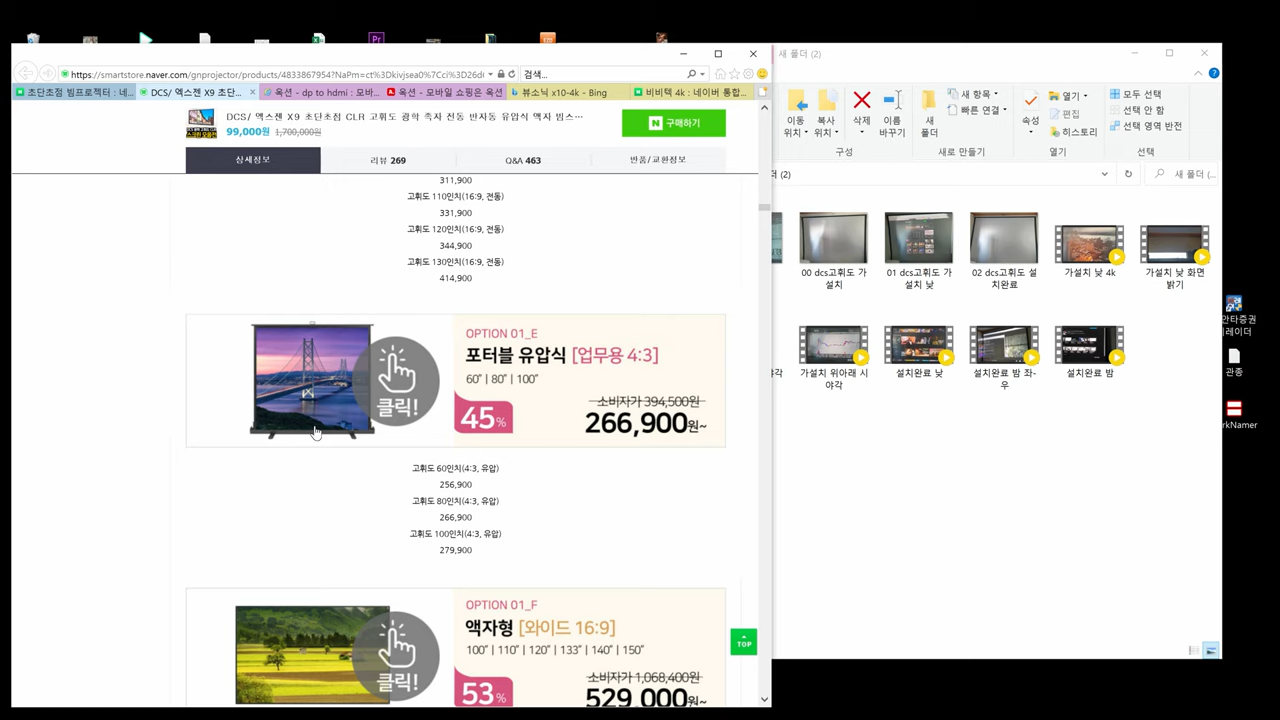 https://smartstore.naver.com/gnprojector/products/4833867954?NaPm=ct%3Dkivjsea0%7Cci%3D26d
검색...
초단초점 빔프로젝터 : 네...
DCS/ 엑스젠 X9 초단...
옥션 - dp to hdmi : 모바...
옥션 - 모바일 쇼핑은 옥션
뷰소닉 x10-4k - Bing
비비텍 4k : 네이버 통합...
DCS/ 엑스젠 X9 초단초점 CLR 고휘도 광학 족자 전동 반자동 유압식 액자 빔스...
99,000원 1,700,000원
구매하기
상세정보
리뷰 269
Q&A 463
반품/교환정보
311,900
고휘도 110인치(16:9, 전동)
331,900
고휘도 120인치(16:9, 전동)
344,900
고휘도 130인치(16:9, 전동)
414,900
OPTION 01_E
포터블 유압식 [업무용 4:3]
60" | 80" | 100"
클릭!
45%
소비자가 394,500원
266,900원~
고휘도 60인치(4:3, 유압)
256,900
고휘도 80인치(4:3, 유압)
266,900
고휘도 100인치(4:3, 유압)
279,900
OPTION 01_F
액자형 [와이드 16:9]
100" | 110" | 120" | 133" | 140" | 150"
클릭!
53%
소비자가 1,068,400원
529,000원~
TOP
새 폴더 (2)
이동 위치
복사 위치
삭제
이름 바꾸기
새 폴더
새 항목
빠른 연결
속성
열기
편집
히스토리
모두 선택
선택 안 함
선택 영역 반전
구성
새로 만들기
열기
선택
더 (2)
새 폴더 (...
00 dcs고휘도 가설치
01 dcs고휘도 가설치 낮
02 dcs고휘도 설치완료
가설치 낮 4k
가설치 낮 화면 밝기
가설치 위아래 시야각
설치완료 낮
설치완료 밤 좌-우
설치완료 밤
야각
안타증권
레이더
관종
rkNamer